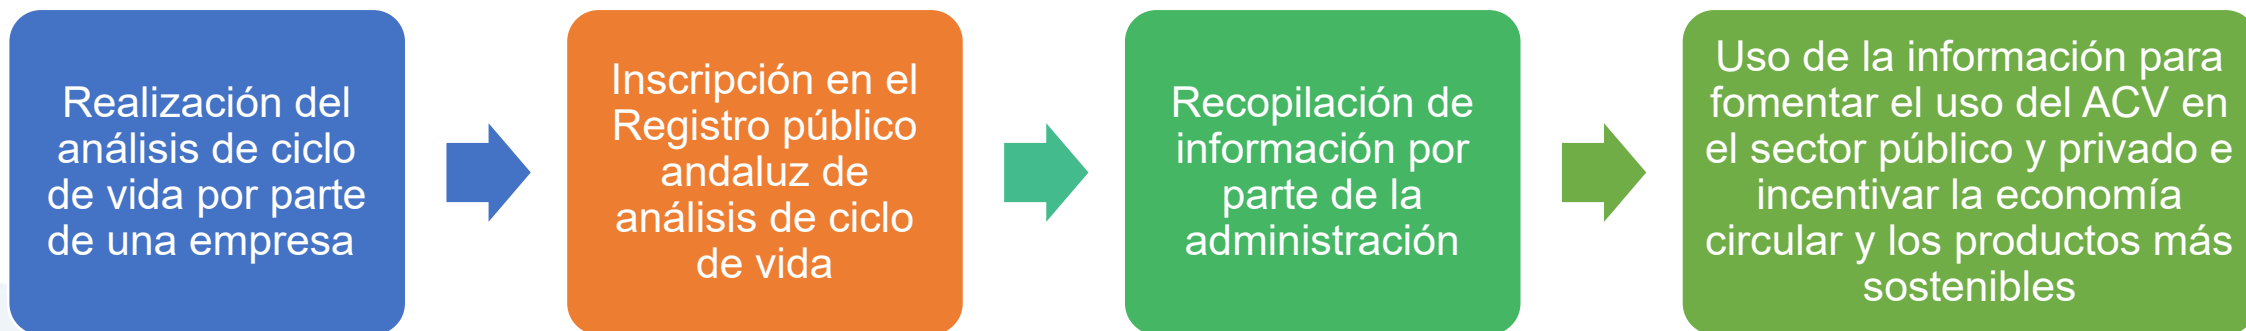 Realización del
análisis de ciclo
de vida por parte
de una empresa
Inscripción en el
Registro público
andaluz de
análisis de ciclo
de vida
Recopilación de
información por
parte de la
administración
Uso de la información para
fomentar el uso del ACV en
el sector público y privado e
incentivar la economía
circular y los productos más
sostenibles